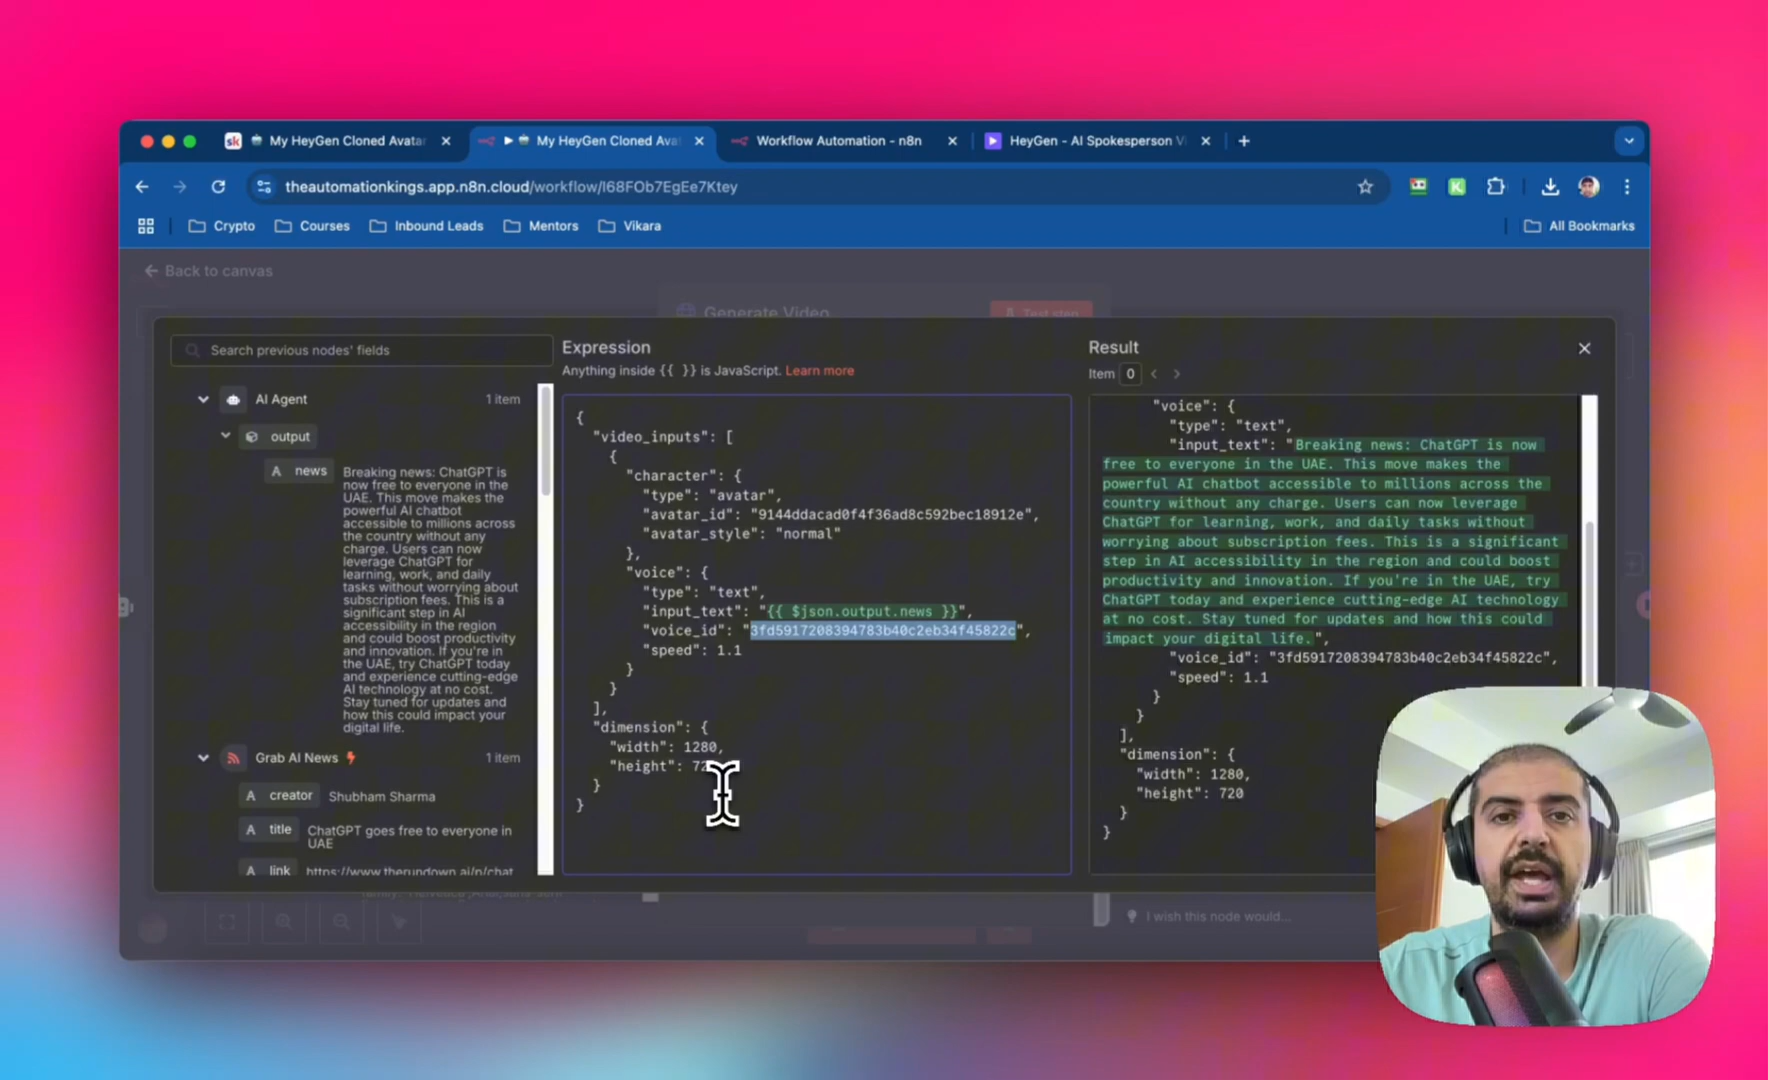 sk My HeyGen Cloned Avatar
My HeyGen Cloned Ava
Workflow Automation - n8n
HeyGen - AI Spokesperson Vi
theautomationkings.app.n8n.cloud/workflow/I68FOb7EgEe7Ktey
Crypto
Courses
Inbound Leads
Mentors
Vikara
All Bookmarks
Back to canvas
Generate Video
Test step
Search previous nodes' fields
AI Agent
1 item
output
A news
Breaking news: ChatGPT is
now free to everyone in the
UAE. This move makes the
powerful AI chatbot
accessible to millions across
the country without any
charge. Users can now
leverage ChatGPT for
learning, work, and daily
tasks without worrying about
subscription fees. This is a
significant step in AI
accessibility in the region
and could boost productivity
and innovation. If you're in
the UAE, try ChatGPT today
and experience cutting-edge
AI technology at no cost.
Stay tuned for updates and
how this could impact your
digital life.
Grab AI News
1 item
A creator
Shubham Sharma
A title
ChatGPT goes free to everyone in
UAE
A link
https://www.therundown.ai/p/chat
Expression
Anything inside {{ }} is JavaScript. Learn more
{
"video_inputs": [
{
"character": {
"type": "avatar",
"avatar_id": "9144ddacad0f4f36ad8c592bec18912e",
"avatar_style": "normal"
},
"voice": {
"type": "text",
"input_text": "{{ $json.output.news }}",
"voice_id": "3fd5917208394783b40c2eb34f45822c",
"speed": 1.1
}
}
],
"dimension": {
"width": 1280,
"height": 72
}
}
Result
Item 0
"voice": {
"type": "text",
"input_text": "Breaking news: ChatGPT is now
free to everyone in the UAE. This move makes the
powerful AI chatbot accessible to millions across the
country without any charge. Users can now leverage
ChatGPT for learning, work, and daily tasks without
worrying about subscription fees. This is a significant
step in AI accessibility in the region and could boost
productivity and innovation. If you're in the UAE, try
ChatGPT today and experience cutting-edge AI technology
at no cost. Stay tuned for updates and how this could
impact your digital life.",
"voice_id": "3fd5917208394783b40c2eb34f45822c",
"speed": 1.1
}
}
],
"dimension": {
"width": 1280,
"height": 720
}
}
I wish this node would...